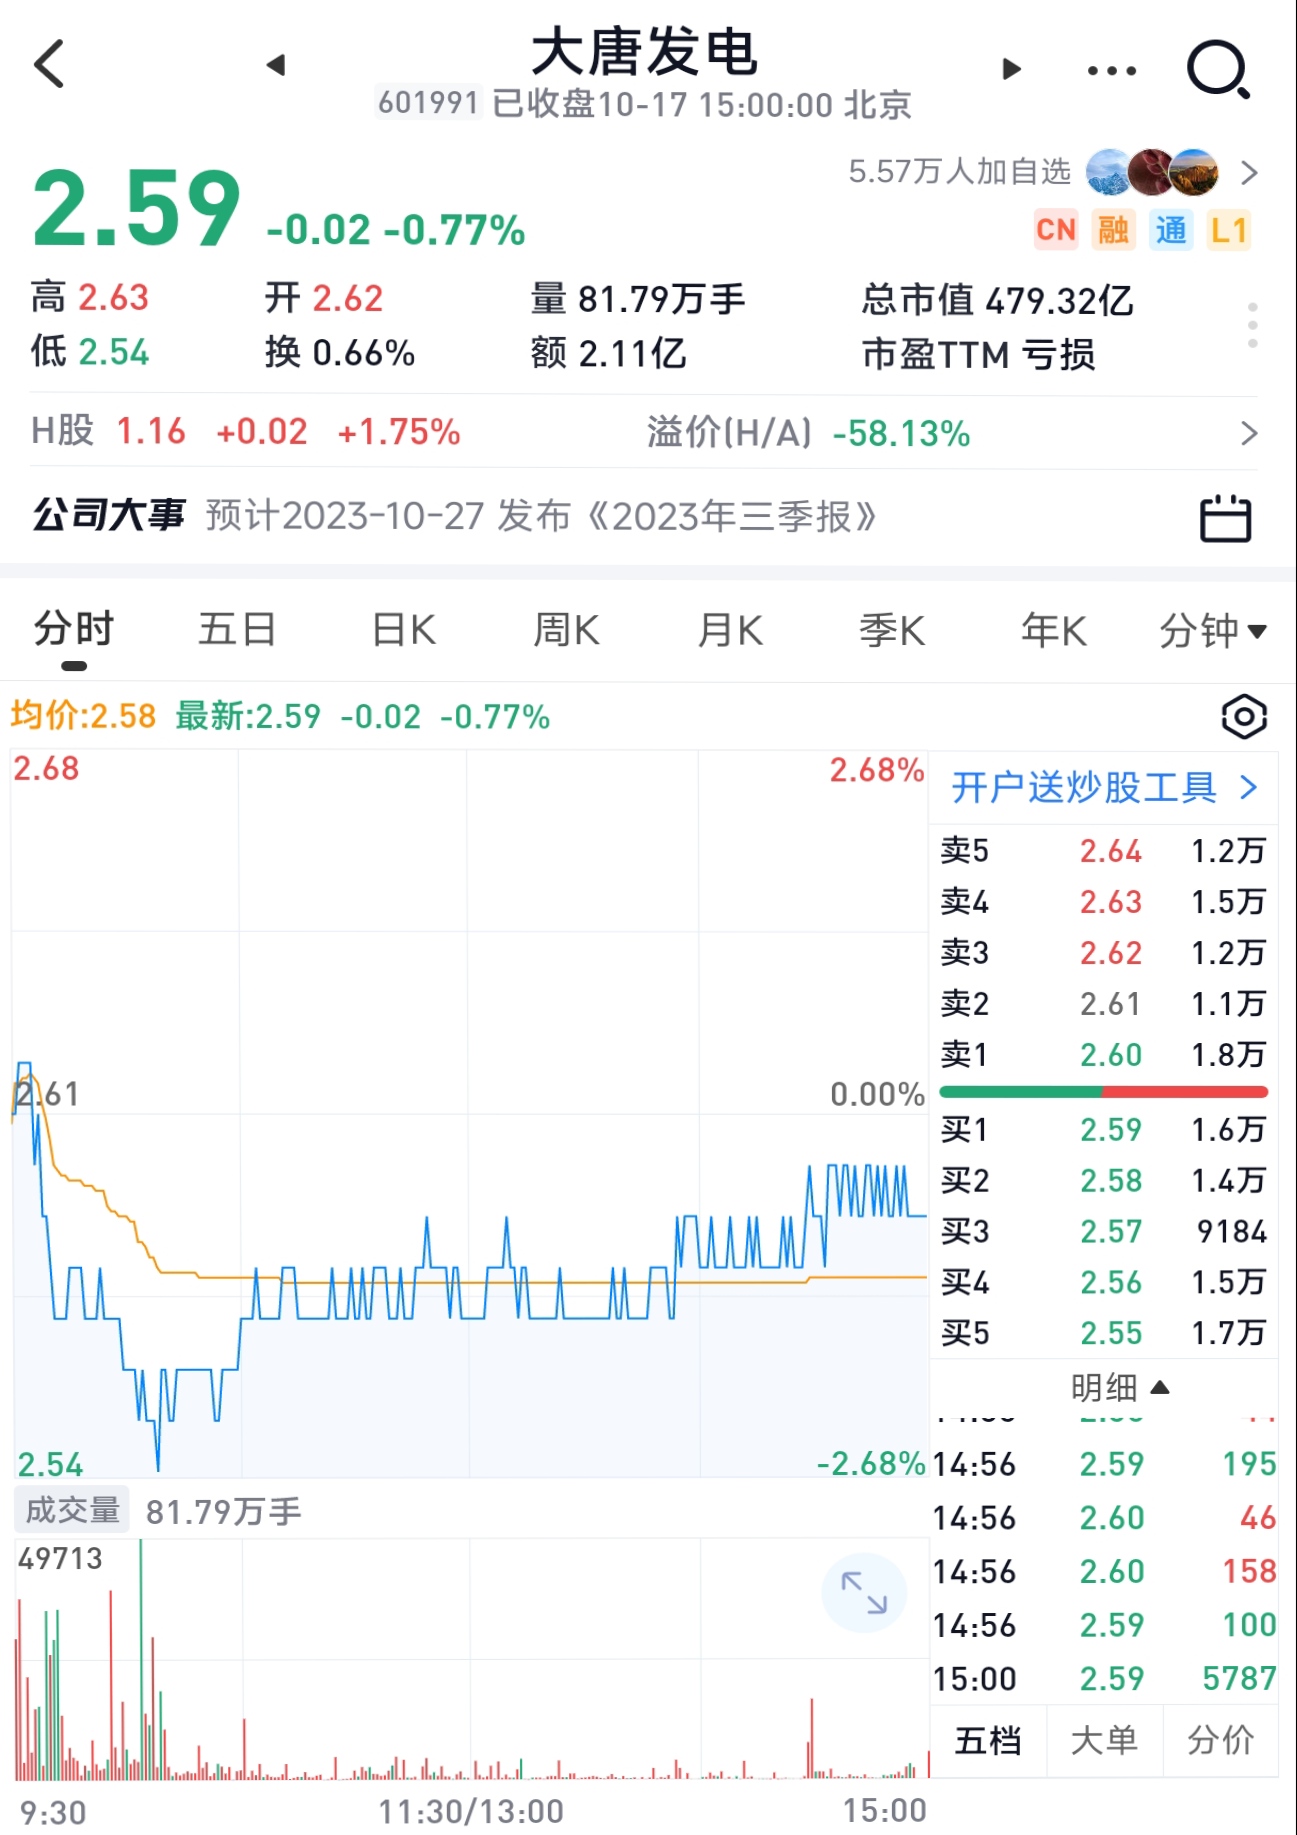 大唐发电
601991 已收盘10-17 15:00:00 北京
5.57万人加自选
2.59 -0.02 -0.77%
CN 融 通 L1
高 2.63 开 2.62 量 81.79万手 总市值 479.32亿
低 2.54 换 0.66% 额 2.11亿 市盈TTM 亏损
H股 1.16 +0.02 +1.75% 溢价(H/A) -58.13%
公司大事 预计2023-10-27 发布《2023年三季报》
分时 五日 日K 周K 月K 季K 年K 分钟
均价:2.58 最新:2.59 -0.02 -0.77%
2.68 2.68%
2.61 0.00%
2.54 -2.68%
开户送炒股工具
卖5 2.64 1.2万
卖4 2.63 1.5万
卖3 2.62 1.2万
卖2 2.61 1.1万
卖1 2.60 1.8万
买1 2.59 1.6万
买2 2.58 1.4万
买3 2.57 9184
买4 2.56 1.5万
买5 2.55 1.7万
明细
14:56 2.59 195
14:56 2.60 46
14:56 2.60 158
14:56 2.59 100
15:00 2.59 5787
五档 大单 分价
成交量 81.79万手
49713
9:30 11:30/13:00 15:00